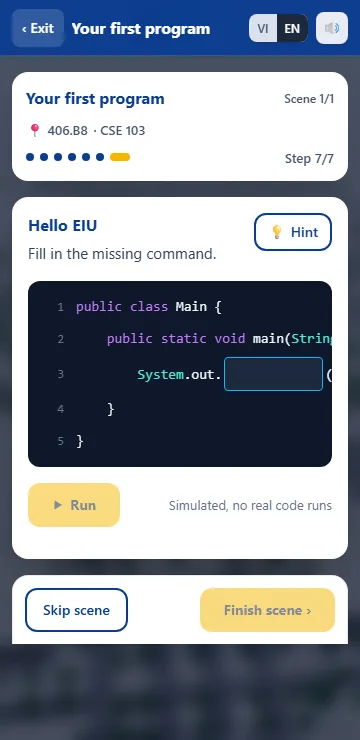 ‹ Exit Your first program VI EN
Your first program Scene 1/1
406.B8 · CSE 103
Step 7/7
Hello EIU Hint
Fill in the missing command.
1 public class Main {
2 public static void main(String
3 System.out. (
4 }
5 }
Run Simulated, no real code runs
Skip scene Finish scene ›